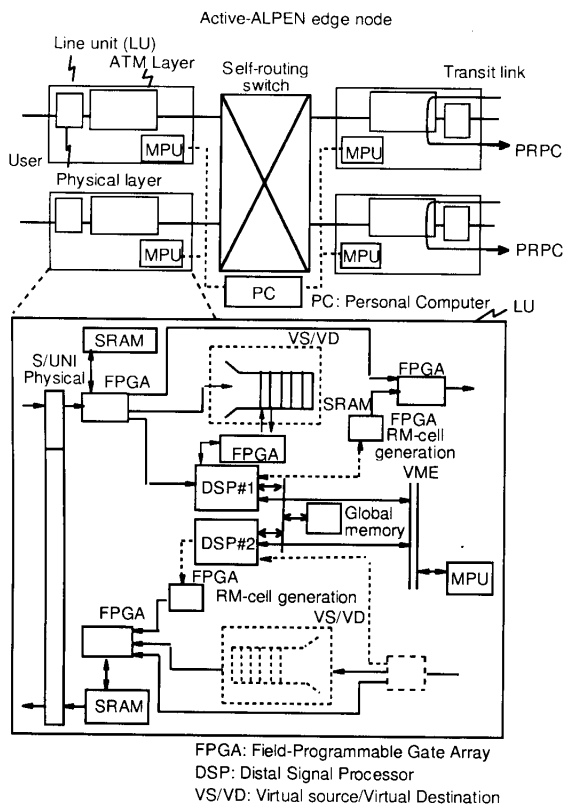 Active-ALPEN edge node
Line unit (LU)
ATM Layer
Self-routing
switch
Transit link
MPU
MPU
User
PRPC
Physical layer
MPU
MPU
PRPC
PC
PC: Personal Computer
LU
VS/VD
SRAM
S/UNI
Physical
FPGA
FPGA
SRAM
FPGA
RM-cell
generation
FPGA
VME
DSP#1
Global
memory
DSP#2
MPU
FPGA
RM-cell generation
FPGA
VS/VD
SRAM
FPGA: Field-Programmable Gate Array
DSP: Distal Signal Processor
VS/VD: Virtual source/Virtual Destination